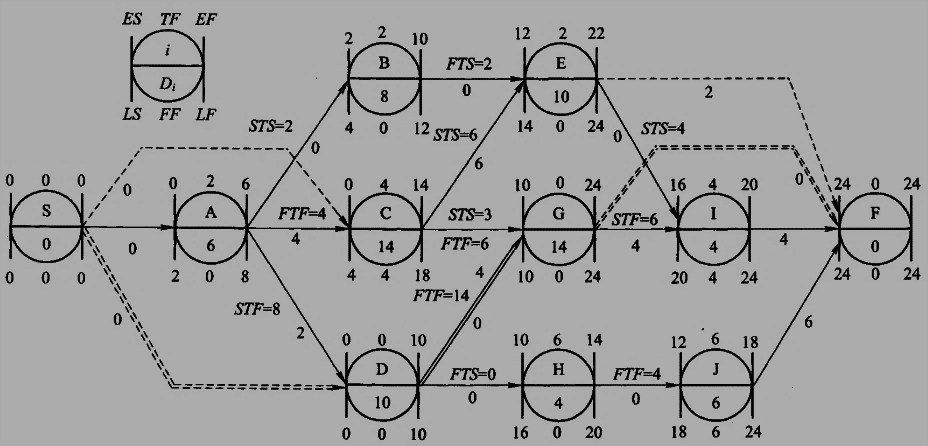 ES TF EF
i
Di
LS FF LF
2 2 10
B
8
4 0 12
FTS=2
0
12 2 22
E
10
14 0 24
2
STS=2
0
STS=6
6
0
STS=4
0 0 0
S
0
0 0 0
0
0
0
0 2 6
A
6
2 0 8
FTF=4
4
0 4 14
C
14
4 4 18
STS=3
FTF=6
4
10 0 24
G
14
10 0 24
STF=6
4
0
16 4 20
I
4
20 4 24
4
24 0 24
F
0
24 0 24
STF=8
2
FTF=14
0
6
0 0 10
D
10
0 0 10
FTS=0
0
10 6 14
H
4
16 0 20
FTF=4
0
12 6 18
J
6
18 6 24